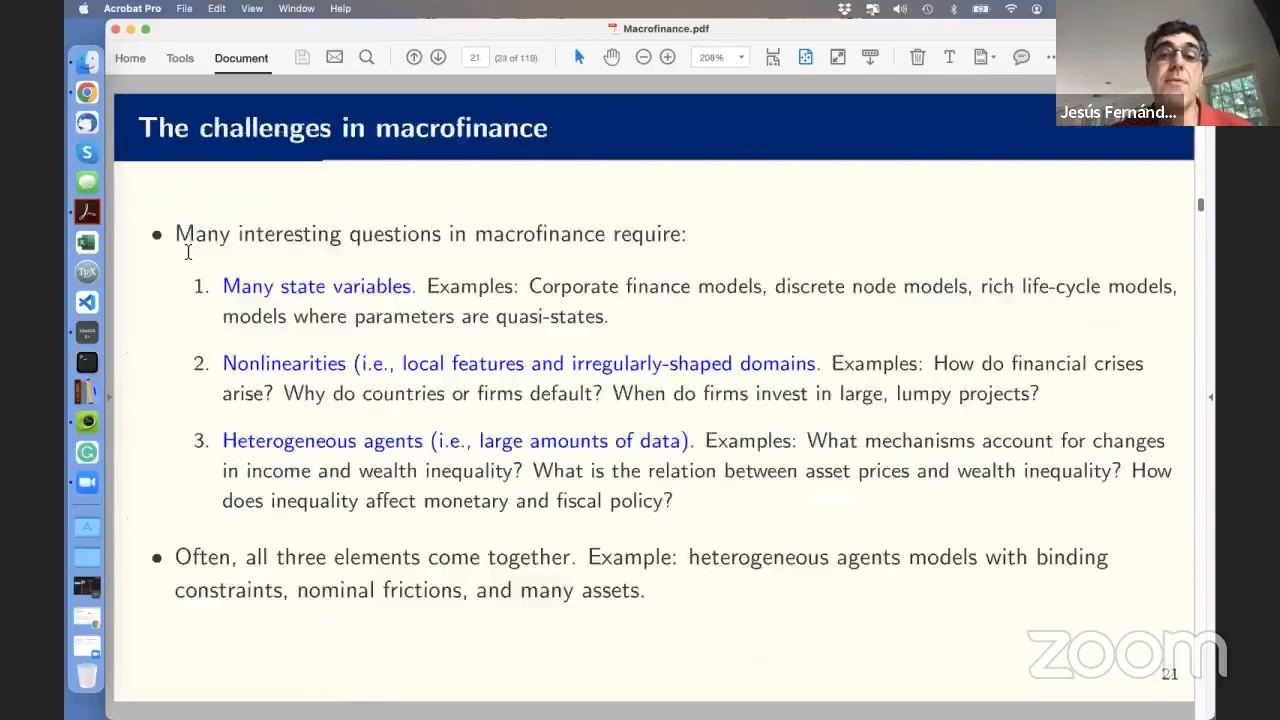 Acrobat Pro File Edit View Window Help
Macrofinance.pdf
Home Tools Document 21 (23 of 119) 208%
Jesús Fernánd...
The challenges in macrofinance
• Many interesting questions in macrofinance require:
1. Many state variables. Examples: Corporate finance models, discrete node models, rich life-cycle models,
models where parameters are quasi-states.
2. Nonlinearities (i.e., local features and irregularly-shaped domains. Examples: How do financial crises
arise? Why do countries or firms default? When do firms invest in large, lumpy projects?
3. Heterogeneous agents (i.e., large amounts of data). Examples: What mechanisms account for changes
in income and wealth inequality? What is the relation between asset prices and wealth inequality? How
does inequality affect monetary and fiscal policy?
• Often, all three elements come together. Example: heterogeneous agents models with binding
constraints, nominal frictions, and many assets.
zoom
21